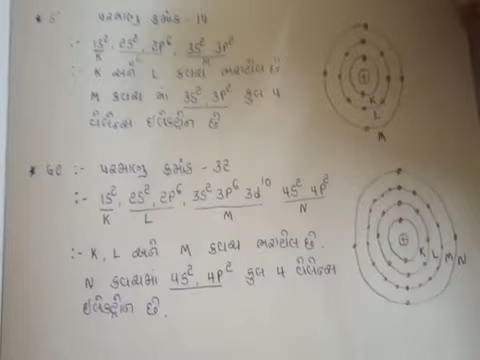 * Si પરમાણુ ક્રમાંક - 14
:- 1S², 2S², 2P⁶, 3S² 3P²
K L M
:- K અને L કક્ષા ભરાયેલ છે
M કક્ષા માં 3S², 3P² કુલ 4
વેલેન્સ ઇલેક્ટ્રોન છે
K
L
M
* Ge :- પરમાણુ ક્રમાંક - 32
:- 1S², 2S², 2P⁶, 3S² 3P⁶ 3d¹⁰ 4S² 4P²
K L M N
:- K, L અને M કક્ષા ભરાયેલ છે.
N કક્ષામાં 4S², 4P² કુલ 4 વેલેન્સ
ઇલેક્ટ્રોન છે.
K L M N